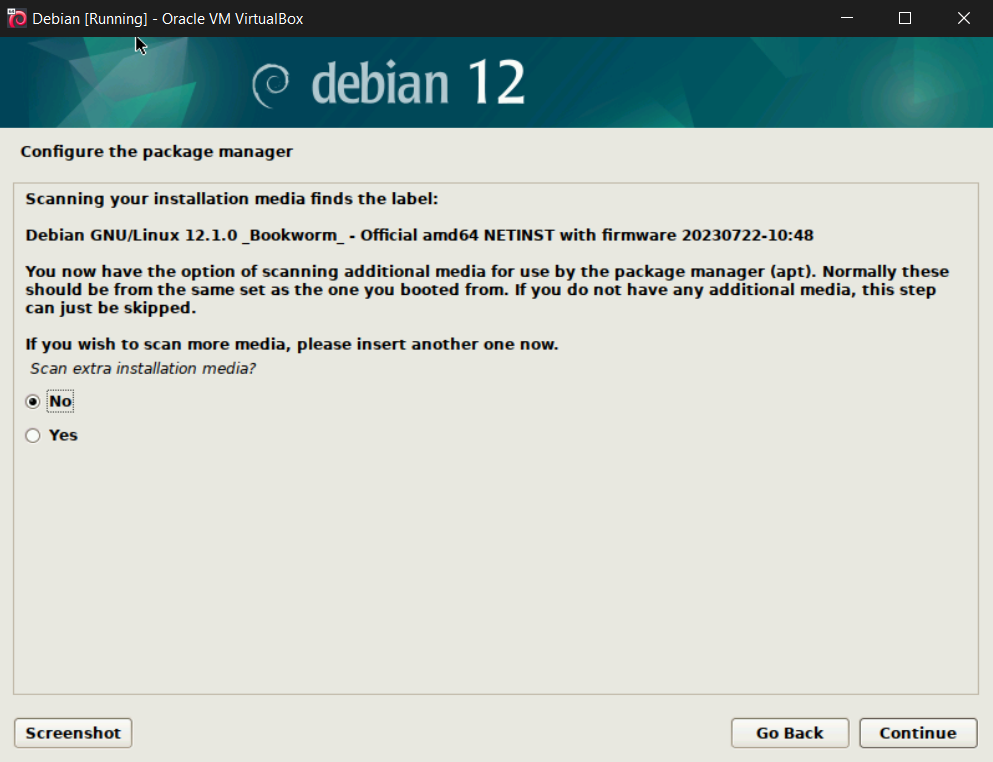 Debian [Running] - Oracle VM VirtualBox
debian 12
Configure the package manager
Scanning your installation media finds the label:
Debian GNU/Linux 12.1.0 _Bookworm_ - Official amd64 NETINST with firmware 20230722-10:48
You now have the option of scanning additional media for use by the package manager (apt). Normally these
should be from the same set as the one you booted from. If you do not have any additional media, this step
can just be skipped.
If you wish to scan more media, please insert another one now.
Scan extra installation media?
No
Yes
Screenshot
Go Back
Continue